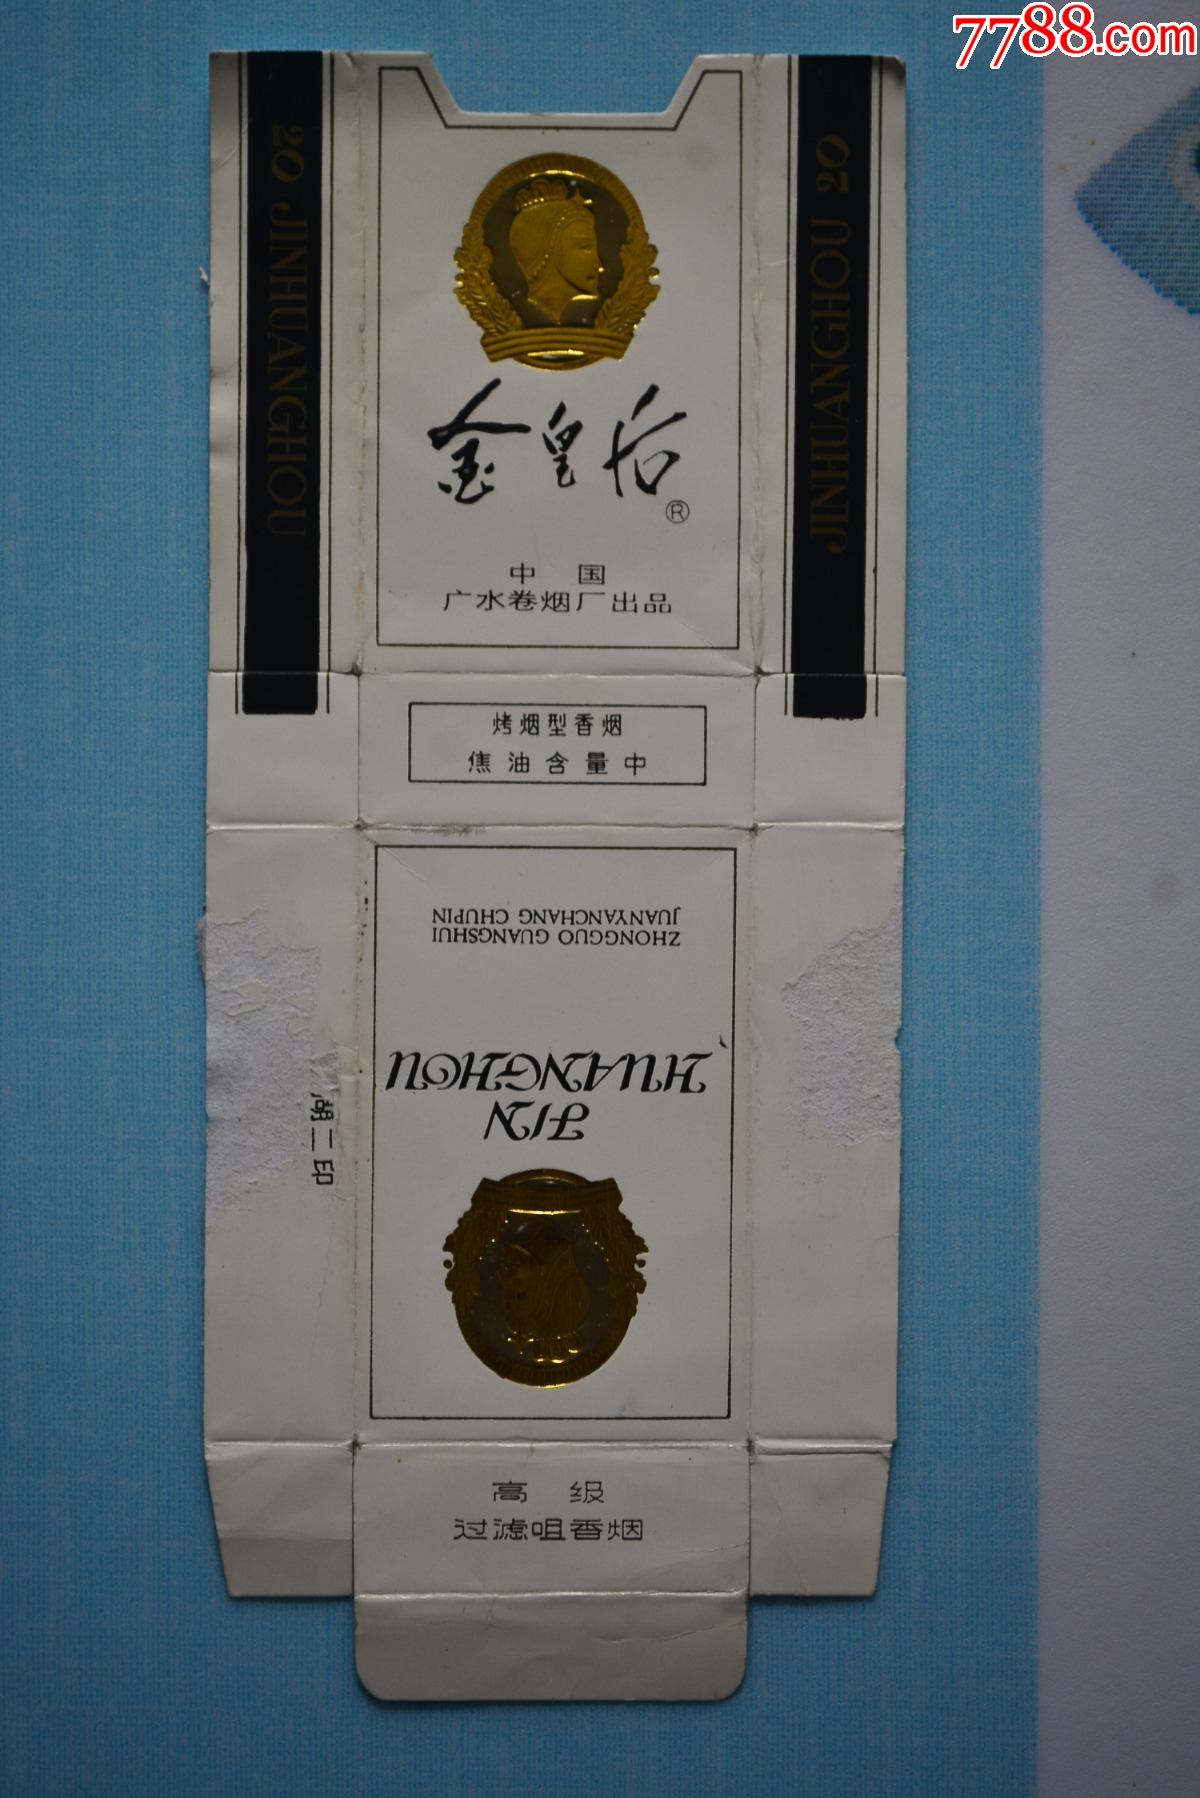 7788.com
20 JINHUANGHOU
JINHUANGHOU 20
金皇后
®
中 国
广水卷烟厂出品
烤烟型香烟
焦油含量中
ZHONGGUO GUANGSHUI
JUANYANCHANG CHUPIN
JIN
HUANGHOU
湖二印
高 级
过滤咀香烟